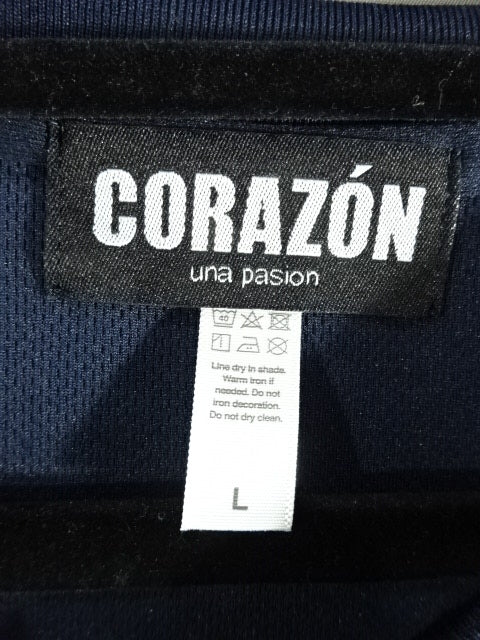 CORAZÓN
una pasion
40
Line dry in shade.
Warm iron if
needed. Do not
iron decoration.
Do not dry clean.
L